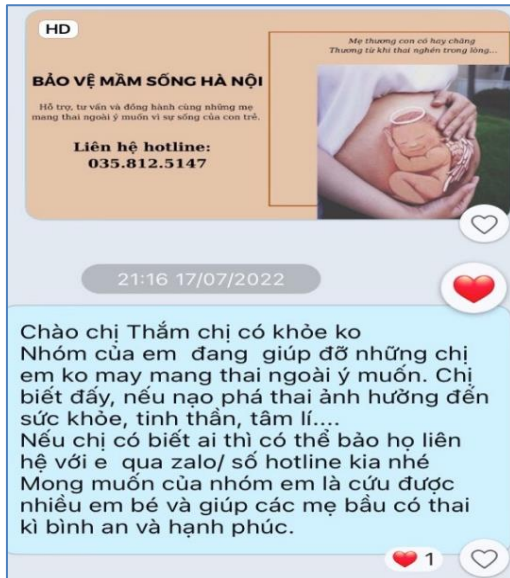 HD
Mẹ thương con có hay chăng
Thương từ khi thai nghén trong lòng...
BẢO VỆ MẦM SỐNG HÀ NỘI
Hỗ trợ, tư vấn và đồng hành cùng những mẹ
mang thai ngoài ý muốn vì sự sống của con trẻ.
Liên hệ hotline:
035.812.5147
21:16 17/07/2022
Chào chị Thắm chị có khỏe ko
Nhóm của em đang giúp đỡ những chị
em ko may mang thai ngoài ý muốn. Chị
biết đấy, nếu nạo phá thai ảnh hưởng đến
sức khỏe, tinh thần, tâm lí....
Nếu chị có biết ai thì có thể bảo họ liên
hệ với e qua zalo/ số hotline kia nhé
Mong muốn của nhóm em là cứu được
nhiều em bé và giúp các mẹ bầu có thai
kì bình an và hạnh phúc.
1